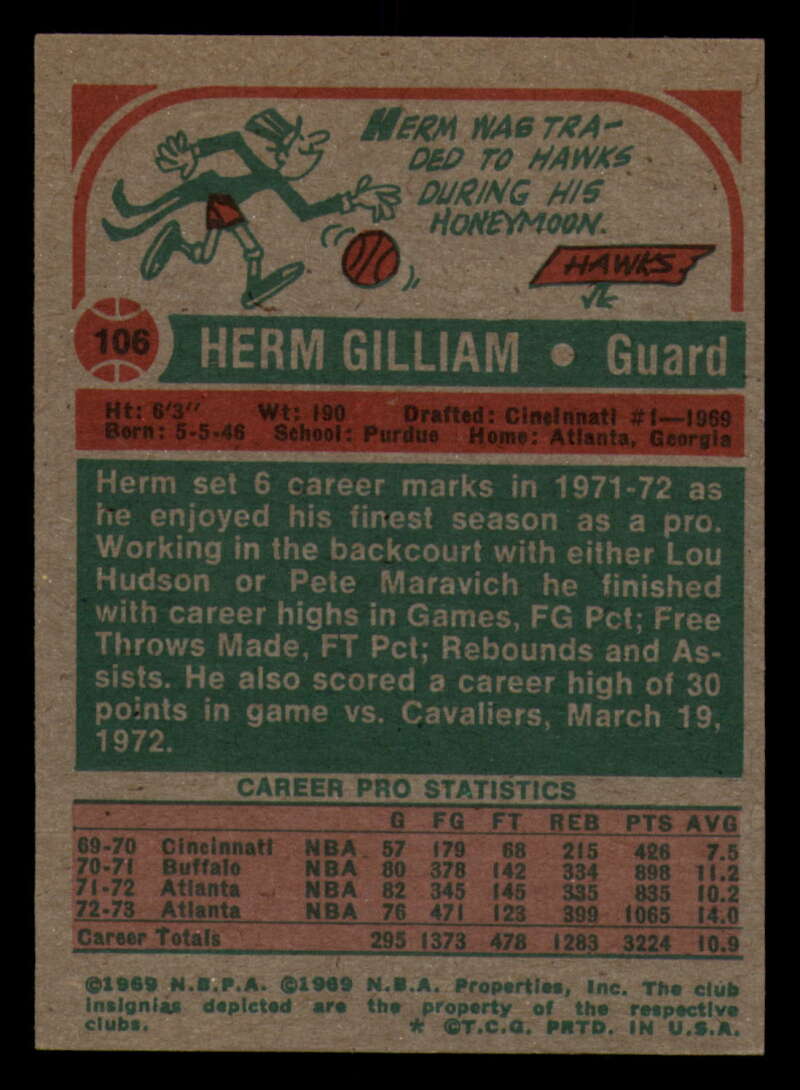 HERM WAS TRA-
DED TO HAWKS
DURING HIS
HONEYMOON.
HAWKS
106
HERM GILLIAM • Guard
Ht: 6'3" Wt: 190 Drafted: Cincinnati #1—1969
Born: 5-5-46 School: Purdue Home: Atlanta, Georgia
Herm set 6 career marks in 1971-72 as
he enjoyed his finest season as a pro.
Working in the backcourt with either Lou
Hudson or Pete Maravich he finished
with career highs in Games, FG Pct; Free
Throws Made, FT Pct; Rebounds and As-
sists. He also scored a career high of 30
points in game vs. Cavaliers, March 19,
1972.
CAREER PRO STATISTICS
G FG FT REB PTS AVG
69-70 Cincinnati NBA 57 179 68 215 426 7.5
70-71 Buffalo NBA 80 378 142 334 898 11.2
71-72 Atlanta NBA 82 345 145 335 835 10.2
72-73 Atlanta NBA 76 471 123 399 1065 14.0
Career Totals 295 1373 478 1283 3224 10.9
©1969 N.B.P.A. ©1969 N.B.A. Properties, Inc. The club
insignias depicted are the property of the respective
clubs. * ©T.C.G. PRTD. IN U.S.A.